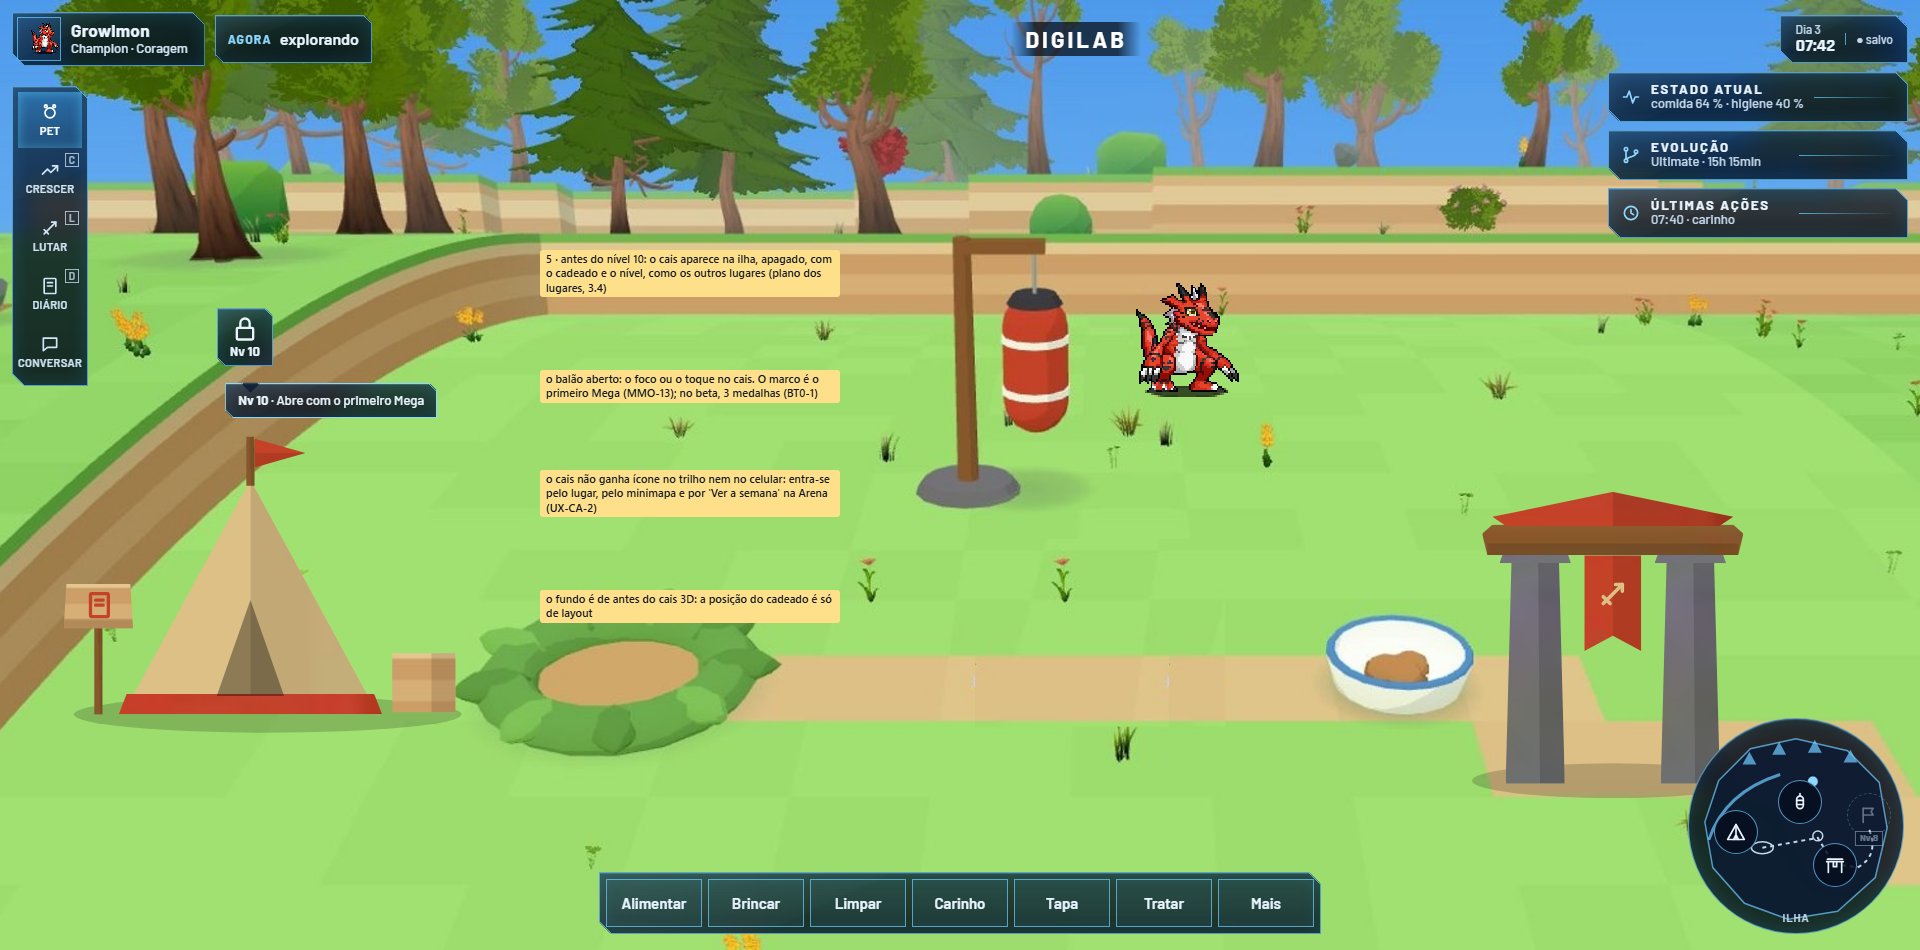 Growlmon
Champion · Coragem
AGORA explorando
DIGILAB
Dia 3
07:42
salvo
ESTADO ATUAL
comida 64 % · higiene 40 %
EVOLUÇÃO
Ultimate · 15h 15min
ÚLTIMAS AÇÕES
07:40 · carinho
PET
C
CRESCER
L
LUTAR
D
DIÁRIO
CONVERSAR
Nv 10
Nv 10 · Abre com o primeiro Mega
5 · antes do nível 10: o cais aparece na ilha, apagado, com
o cadeado e o nível, como os outros lugares (plano dos
lugares, 3.4)
o balão aberto: o foco ou o toque no cais. O marco é o
primeiro Mega (MMO-13); no beta, 3 medalhas (BT0-1)
o cais não ganha ícone no trilho nem no celular: entra-se
pelo lugar, pelo minimapa e por 'Ver a semana' na Arena
(UX-CA-2)
o fundo é de antes do cais 3D: a posição do cadeado é só
de layout
ILHA
Alimentar
Brincar
Limpar
Carinho
Tapa
Tratar
Mais